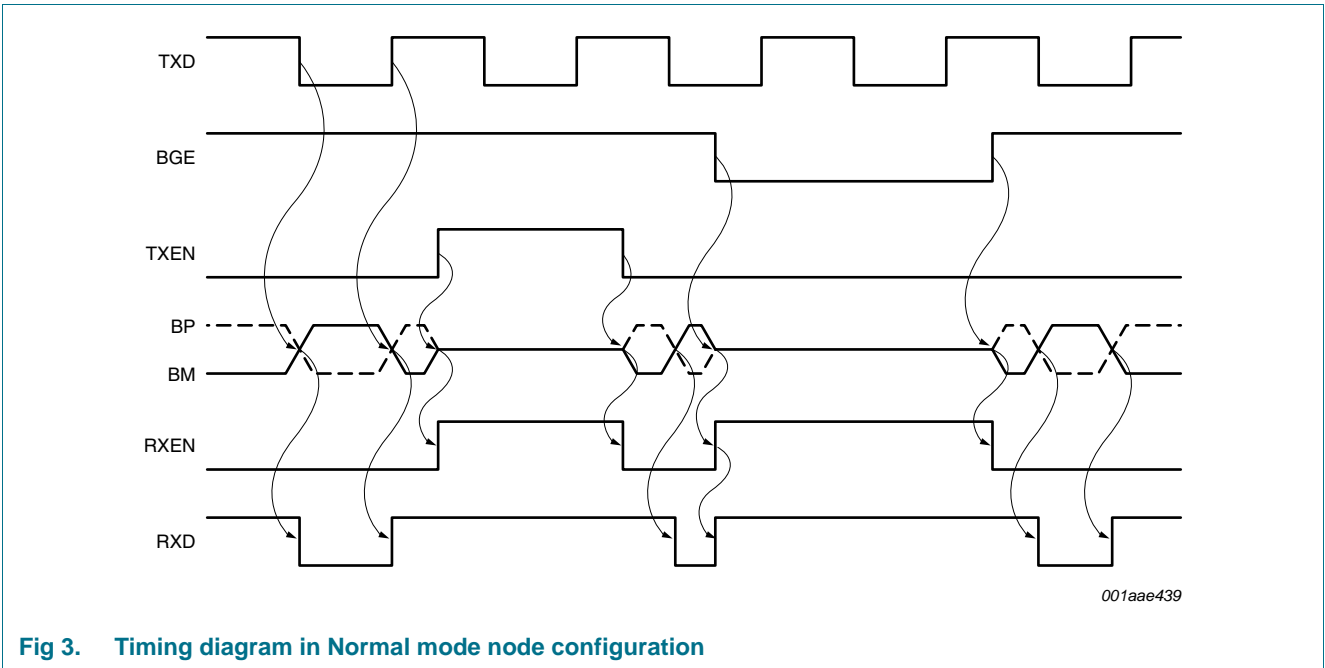 TXD
BGE
TXEN
BP
BM
RXEN
RXD
001aae439
Fig 3. Timing diagram in Normal mode node configuration